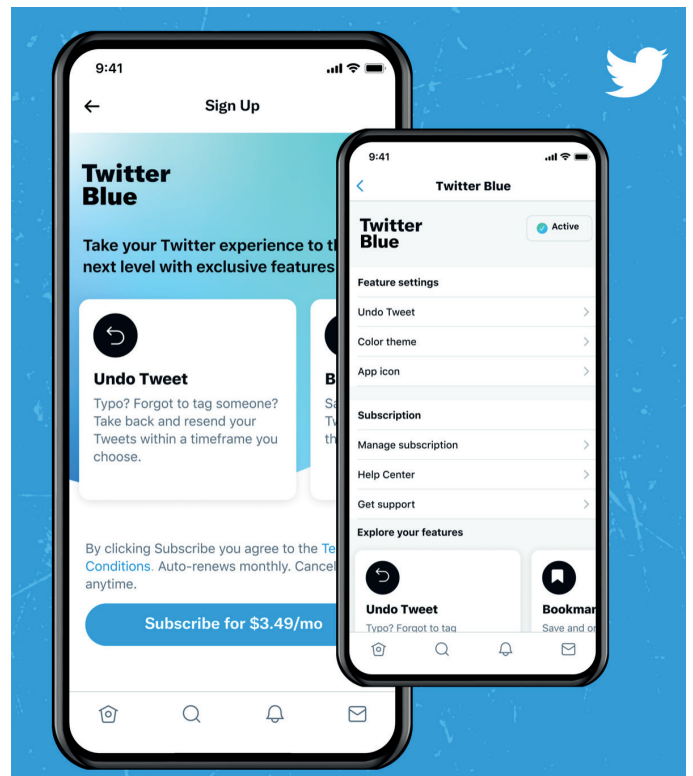 9:41
Sign Up
Twitter
Blue
Take your Twitter experience to
next level with exclusive features
Undo Tweet
Typo? Forgot to tag someone?
Take back and resend your
Tweets within a timeframe you
choose.
By clicking Subscribe you agree to the
Conditions. Auto-renews monthly. Cancel
anytime.
Subscribe for $3.49/mo
9:41
Twitter Blue
Twitter
Blue
Active
Feature settings
Undo Tweet
Color theme
App icon
Subscription
Manage subscription
Help Center
Get support
Explore your features
Undo Tweet
Bookmar
Typo? Forgot to tag
Save and or